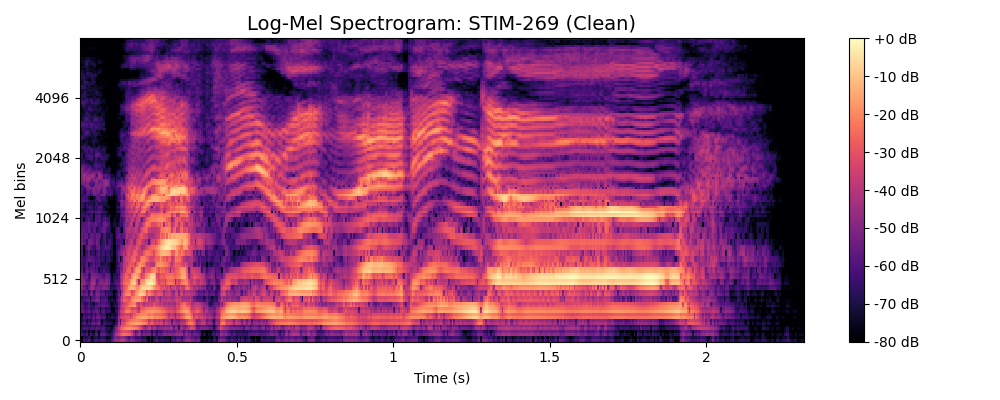 Log-Mel Spectrogram: STIM-269 (Clean)
Mel bins
4096
2048
1024
512
0
0
0.5
1
1.5
2
Time (s)
+0 dB
-10 dB
-20 dB
-30 dB
-40 dB
-50 dB
-60 dB
-70 dB
-80 dB